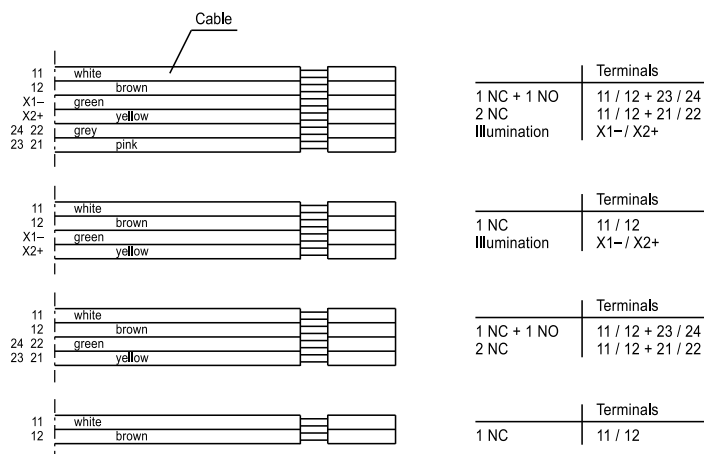 Cable
11 white
12 brown
X1– green
X2+ yellow
24 22 grey
23 21 pink
Terminals
1 NC + 1 NO 11 / 12 + 23 / 24
2 NC 11 / 12 + 21 / 22
Illumination X1– / X2+
11 white
12 brown
X1– green
X2+ yellow
Terminals
1 NC 11 / 12
Illumination X1– / X2+
11 white
12 brown
24 22 green
23 21 yellow
Terminals
1 NC + 1 NO 11 / 12 + 23 / 24
2 NC 11 / 12 + 21 / 22
11 white
12 brown
Terminals
1 NC 11 / 12